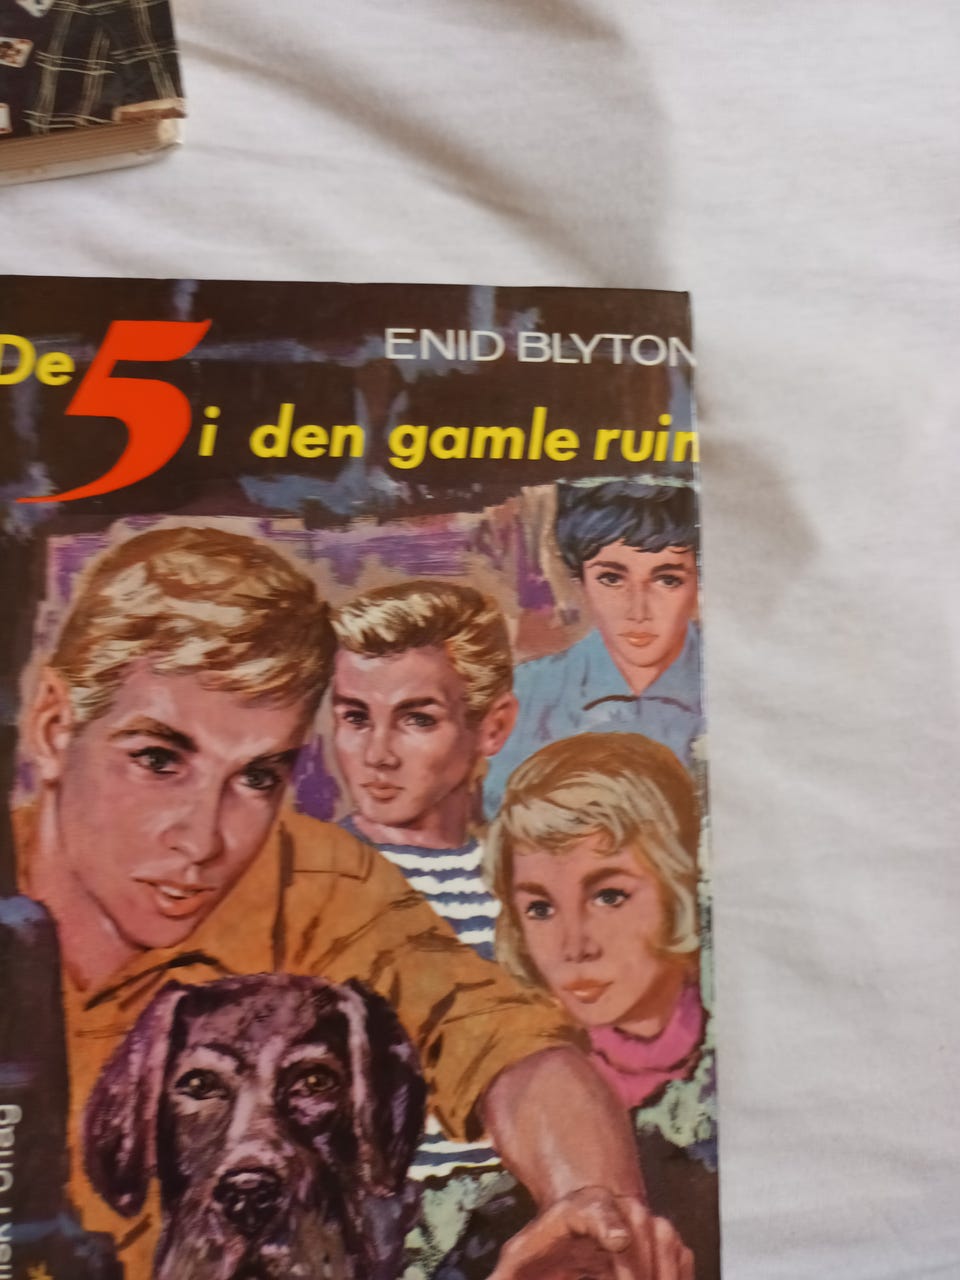 ENID BLYTON
De 5 i den gamle ruin